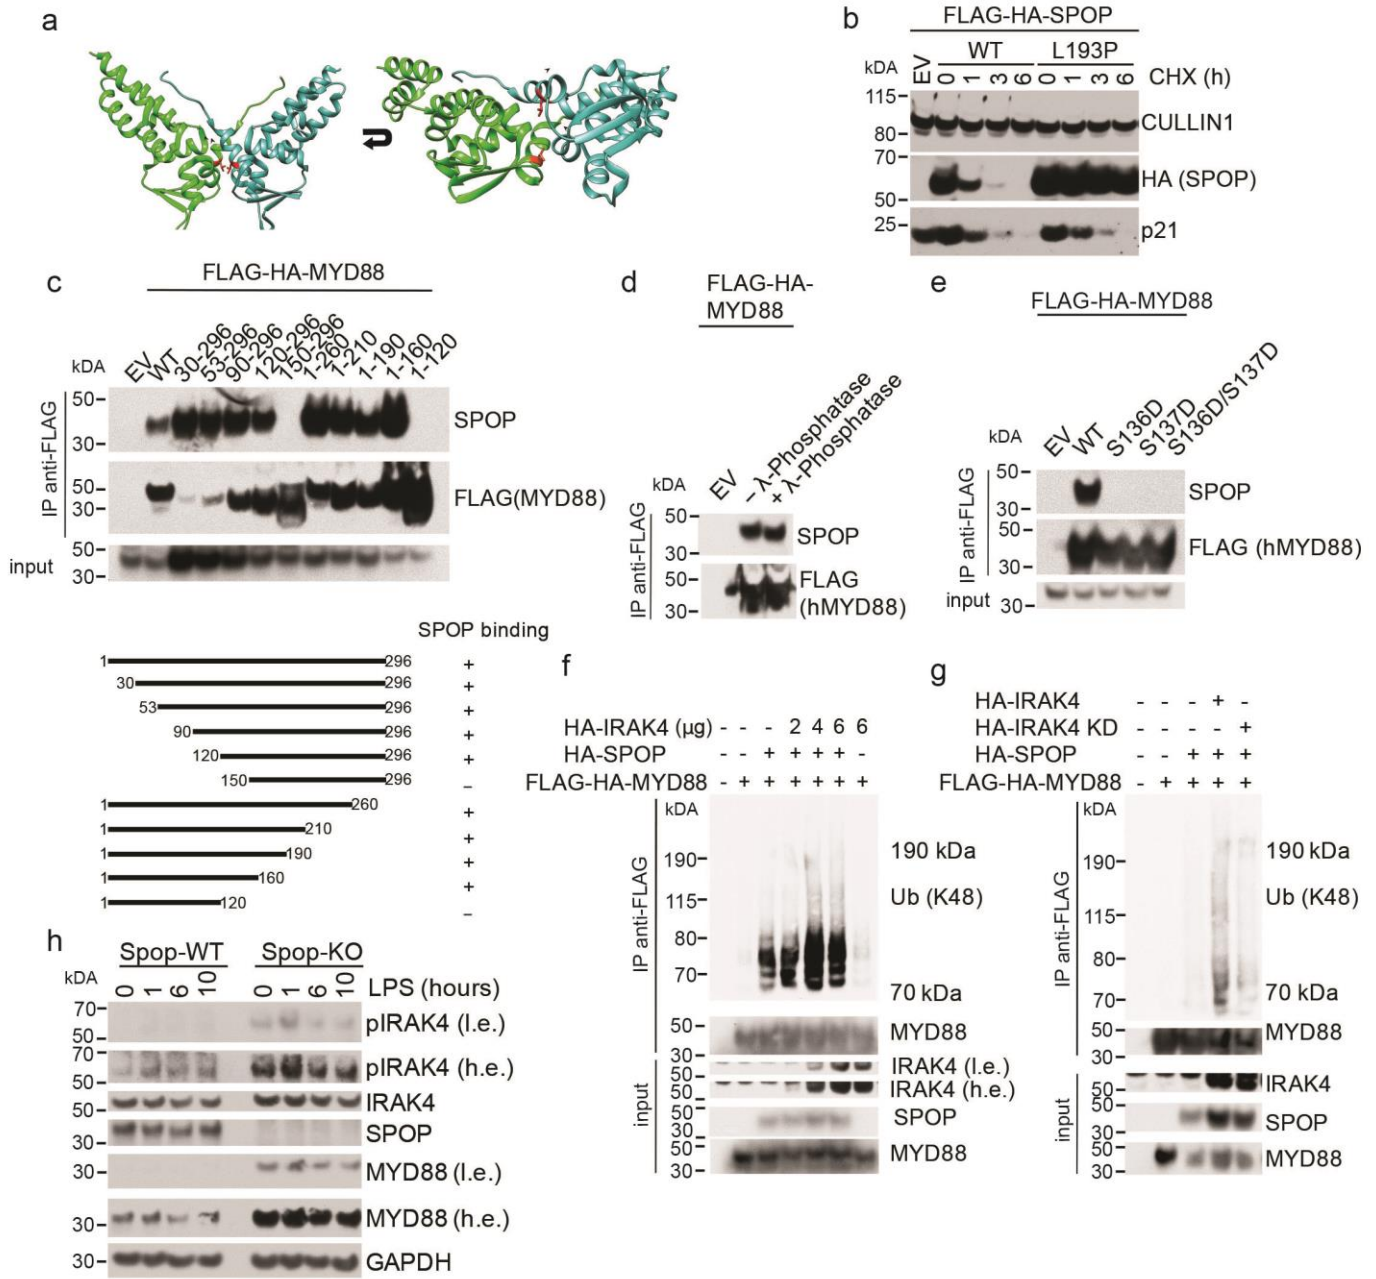 a
b
FLAG-HA-SPOP
WT L193P
kDA EV 0 1 3 6 0 1 3 6 CHX (h)
115
80
CULLIN1
70
50
HA (SPOP)
25
p21
c
FLAG-HA-MYD88
kDA EV WT 30-296 53-296 90-296 120-296 150-296 1-260 1-210 1-190 1-160 1-120
IP anti-FLAG
50
30
SPOP
50
30
FLAG(MYD88)
input
50
30
SPOP binding
1 296 +
30 296 +
53 296 +
90 296 +
120 296 +
150 296 –
1 260 +
1 210 +
1 190 +
1 160 +
1 120 –
d
FLAG-HA-
MYD88
kDA EV – λ-Phosphatase + λ-Phosphatase
IP anti-FLAG
50
30
SPOP
50
30
FLAG
(hMYD88)
e
FLAG-HA-MYD88
kDA EV WT S136D S137D S136D/S137D
IP anti-FLAG
50
30
SPOP
50
30
FLAG (hMYD88)
input 30
f
HA-IRAK4 (µg) - - - 2 4 6 6
HA-SPOP - - + + + + -
FLAG-HA-MYD88 - + + + + + +
kDA
IP anti-FLAG
190
115
80
70
190 kDa
Ub (K48)
70 kDa
50
30
MYD88
input
50
IRAK4 (l.e.)
50
IRAK4 (h.e.)
50
30
SPOP
50
30
MYD88
g
HA-IRAK4 - - - + -
HA-IRAK4 KD - - - - +
HA-SPOP - - + + +
FLAG-HA-MYD88 - + + + +
kDA
IP anti-FLAG
190
115
70
190 kDa
Ub (K48)
70 kDa
50
30
MYD88
input
50
IRAK4
50
30
SPOP
50
30
MYD88
h
Spop-WT Spop-KO
kDA 0 1 6 10 0 1 6 10 LPS (hours)
70
50
pIRAK4 (l.e.)
70
50
pIRAK4 (h.e.)
50
IRAK4
30
SPOP
30
MYD88 (l.e.)
30
MYD88 (h.e.)
30
GAPDH